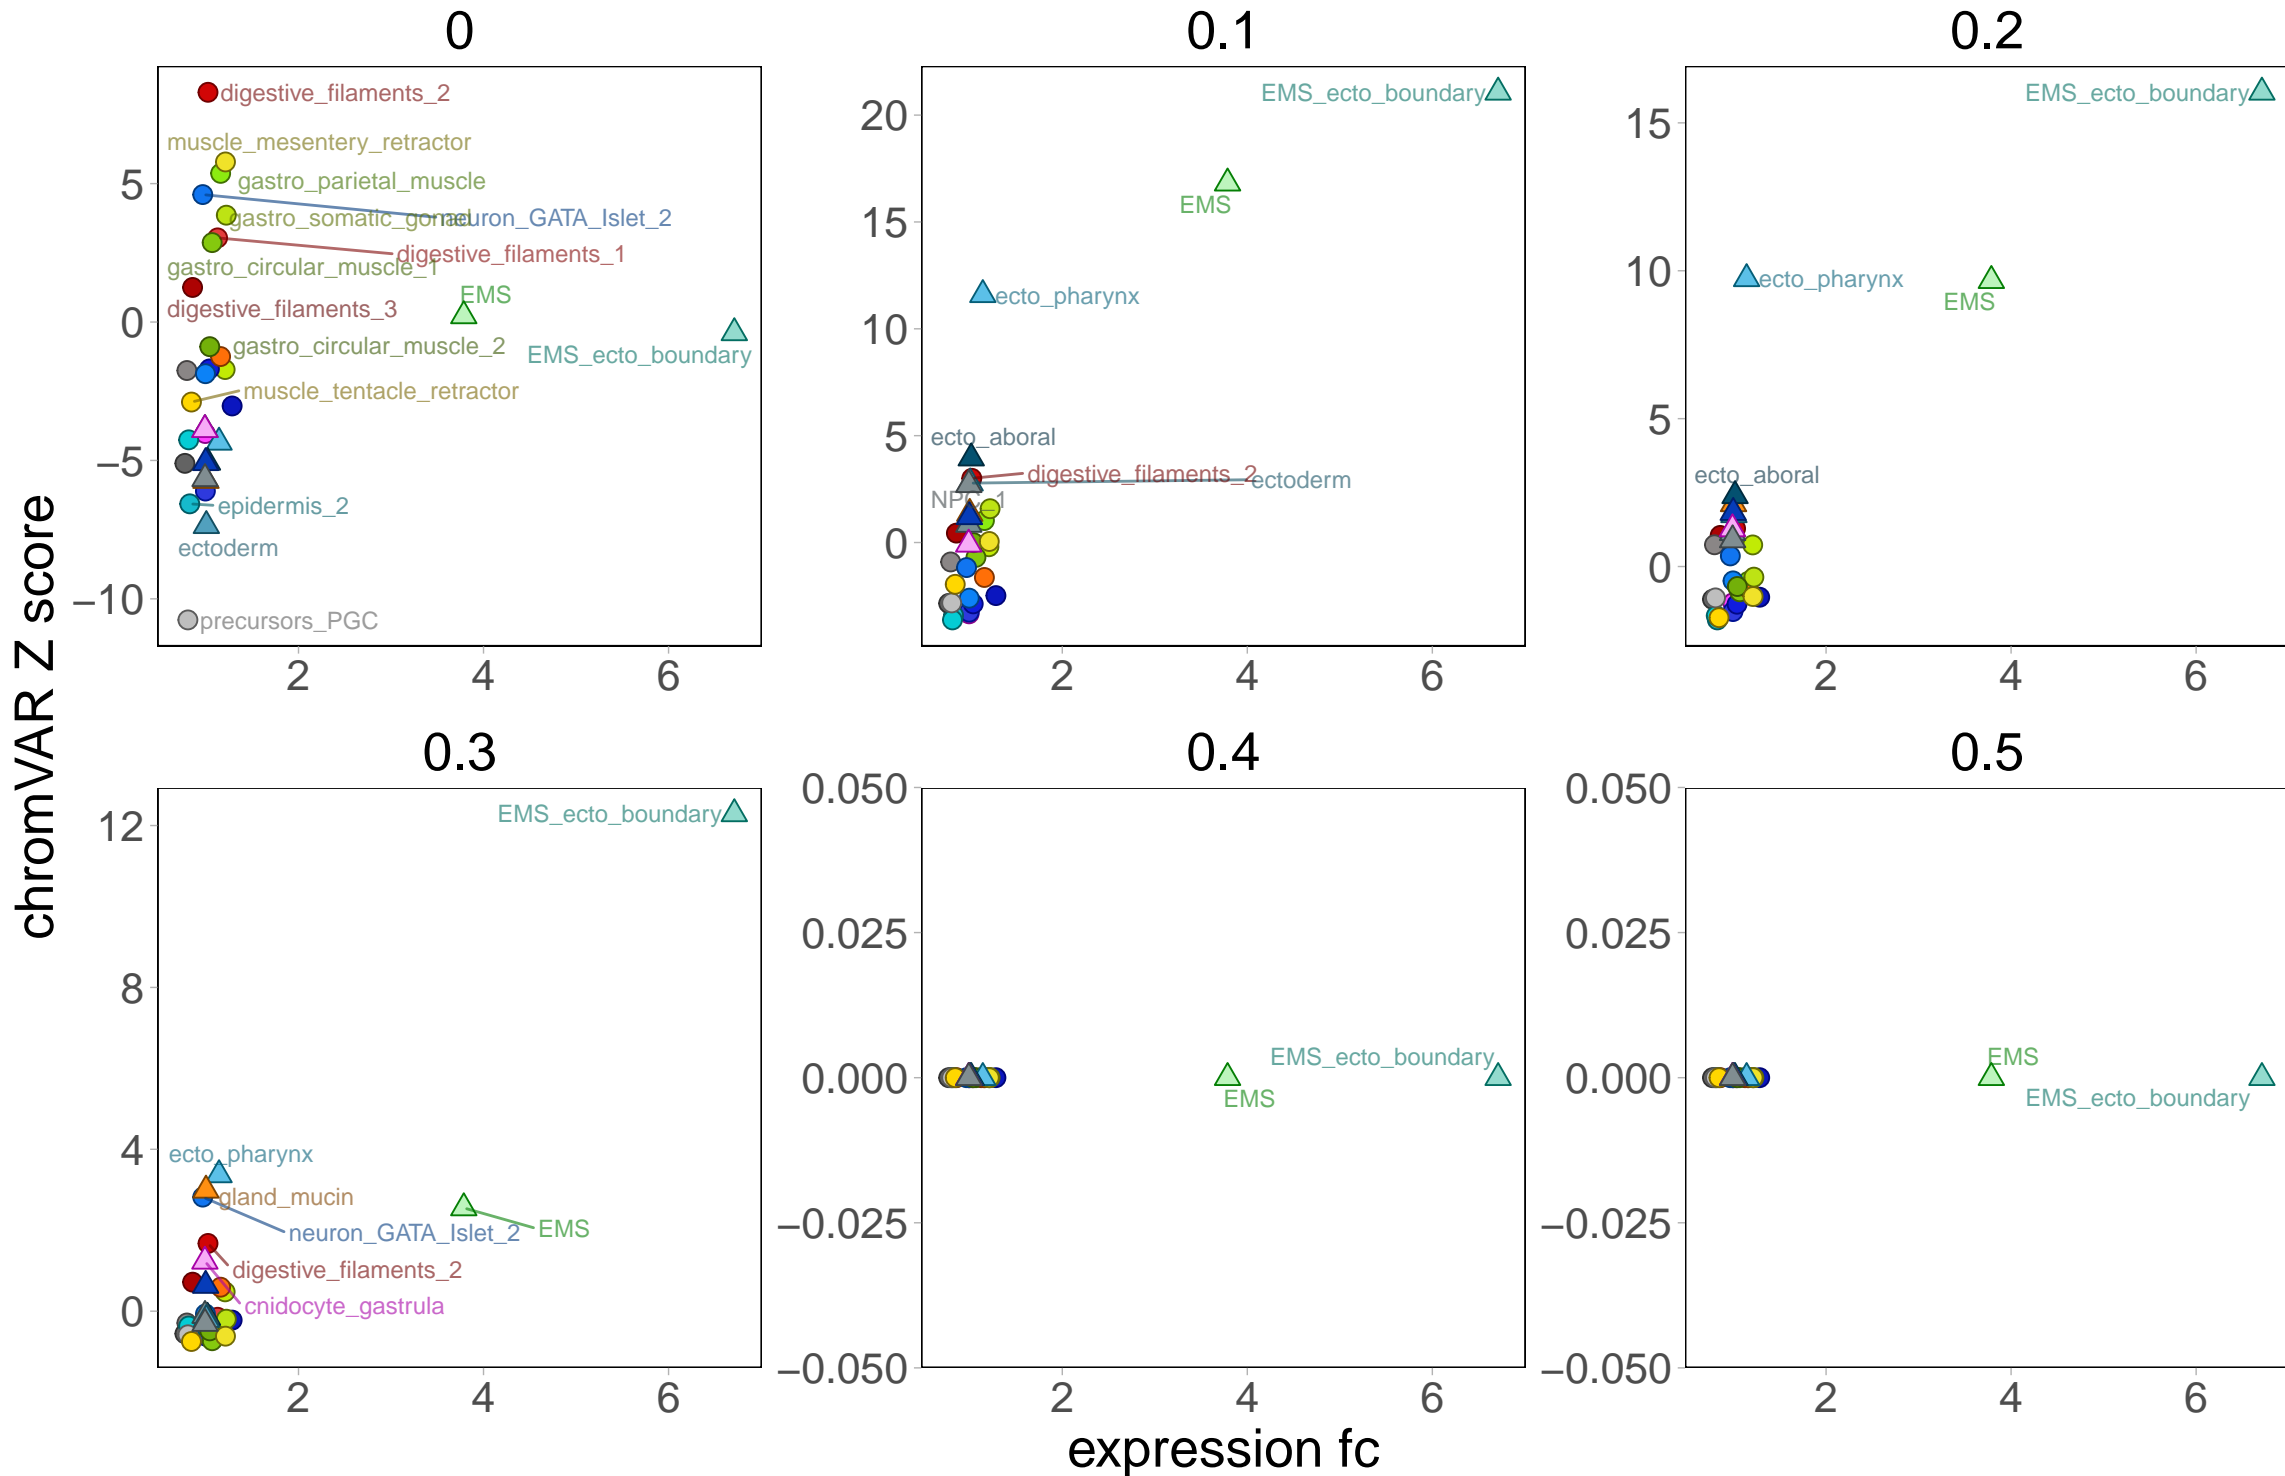 0
0.1
0.2
digestive_filaments_2
muscle_mesentery_retractor
gastro_parietal_muscle
gastro_somatic_gonad
neuron_GATA_Islet_2
digestive_filaments_1
gastro_circular_muscle_1
digestive_filaments_3
EMS
gastro_circular_muscle_2
EMS_ecto_boundary
muscle_tentacle_retractor
epidermis_2
ectoderm
precursors_PGC
5
0
−5
−10
2
4
6
EMS_ecto_boundary
EMS
ecto_pharynx
ecto_aboral
digestive_filaments_2
ectoderm
NPC_1
20
15
10
5
0
2
4
6
EMS_ecto_boundary
ecto_pharynx
EMS
ecto_aboral
15
10
5
0
2
4
6
chromVAR Z score
0.3
0.4
0.5
EMS_ecto_boundary
ecto_pharynx
gland_mucin
neuron_GATA_Islet_2
EMS
digestive_filaments_2
cnidocyte_gastrula
12
8
4
0
2
4
6
0.050
0.025
0.000
−0.025
−0.050
EMS_ecto_boundary
EMS
2
4
6
0.050
0.025
0.000
−0.025
−0.050
EMS
EMS_ecto_boundary
2
4
6
expression fc